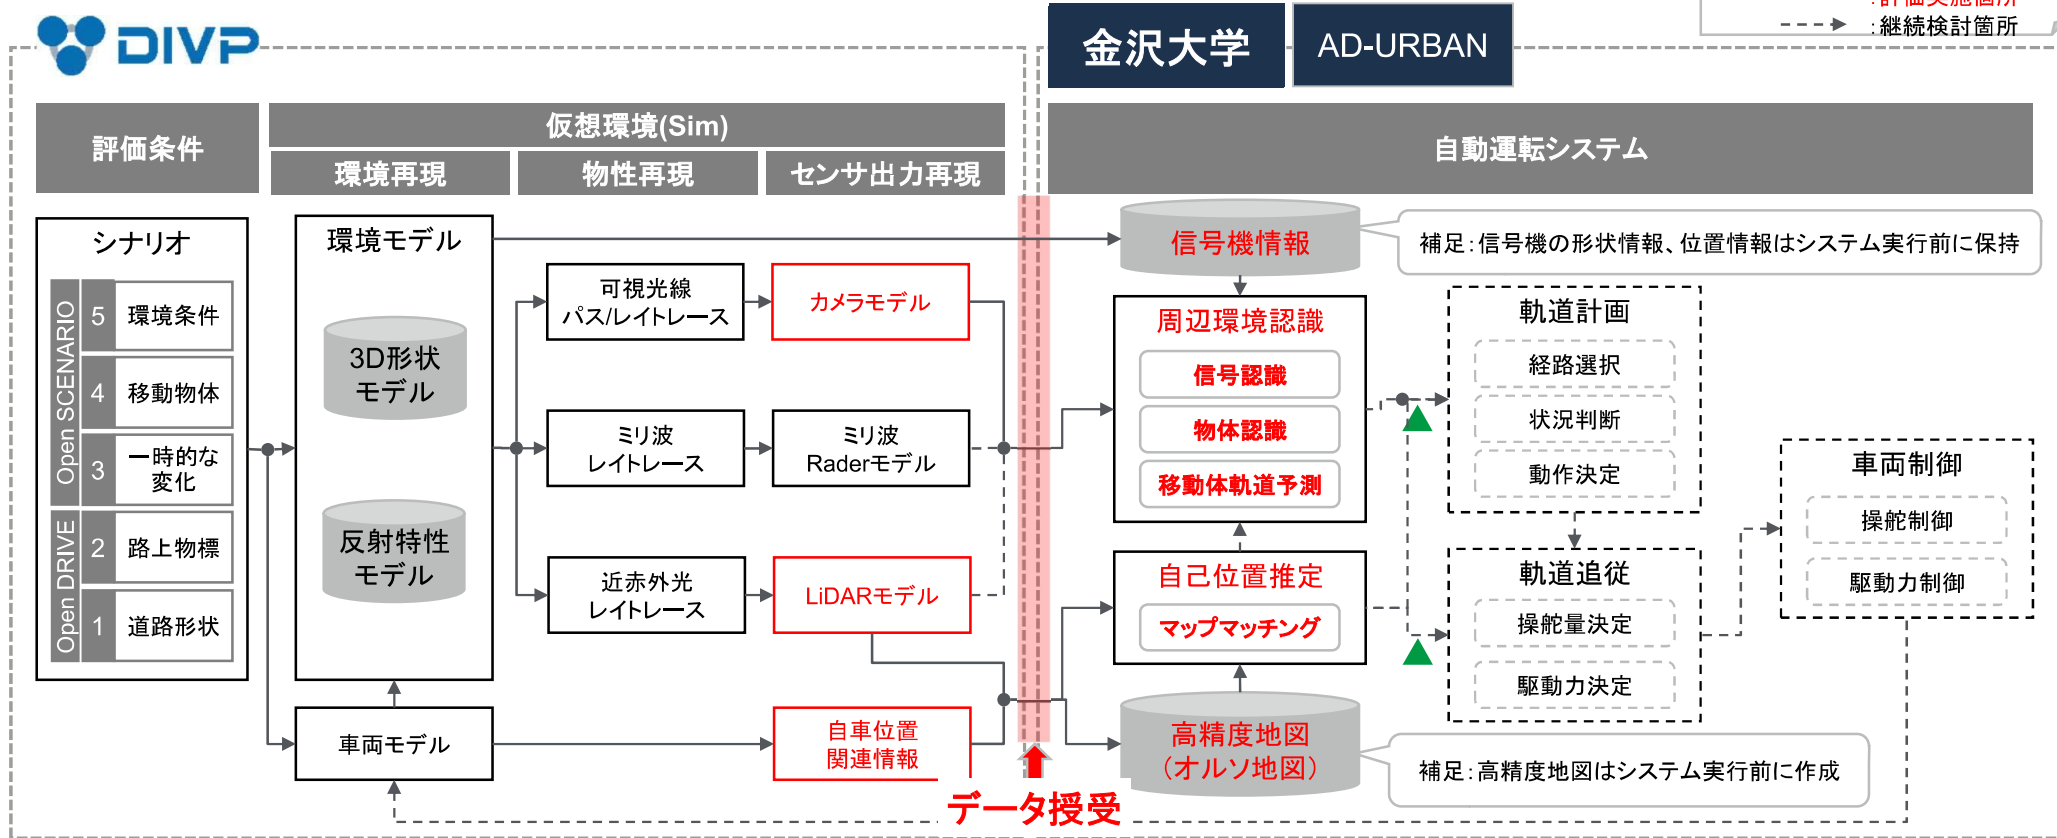 :評価実施個所
:継続検討箇所
DIVP
金沢大学
AD-URBAN
評価条件
仮想環境(Sim)
環境再現
物性再現
センサ出力再現
自動運転システム
シナリオ
Open SCENARIO
5
環境条件
4
移動物体
3
一時的な
変化
Open DRIVE
2
路上物標
1
道路形状
環境モデル
3D形状
モデル
反射特性
モデル
車両モデル
可視光線
パス/レイトレース
カメラモデル
ミリ波
レイトレース
ミリ波
Raderモデル
近赤外光
レイトレース
LiDARモデル
自車位置
関連情報
データ授受
信号機情報
補足:信号機の形状情報、位置情報はシステム実行前に保持
周辺環境認識
信号認識
物体認識
移動体軌道予測
自己位置推定
マップマッチング
高精度地図
(オルソ地図)
補足:高精度地図はシステム実行前に作成
軌道計画
経路選択
状況判断
動作決定
軌道追従
操舵量決定
駆動力決定
車両制御
操舵制御
駆動力制御